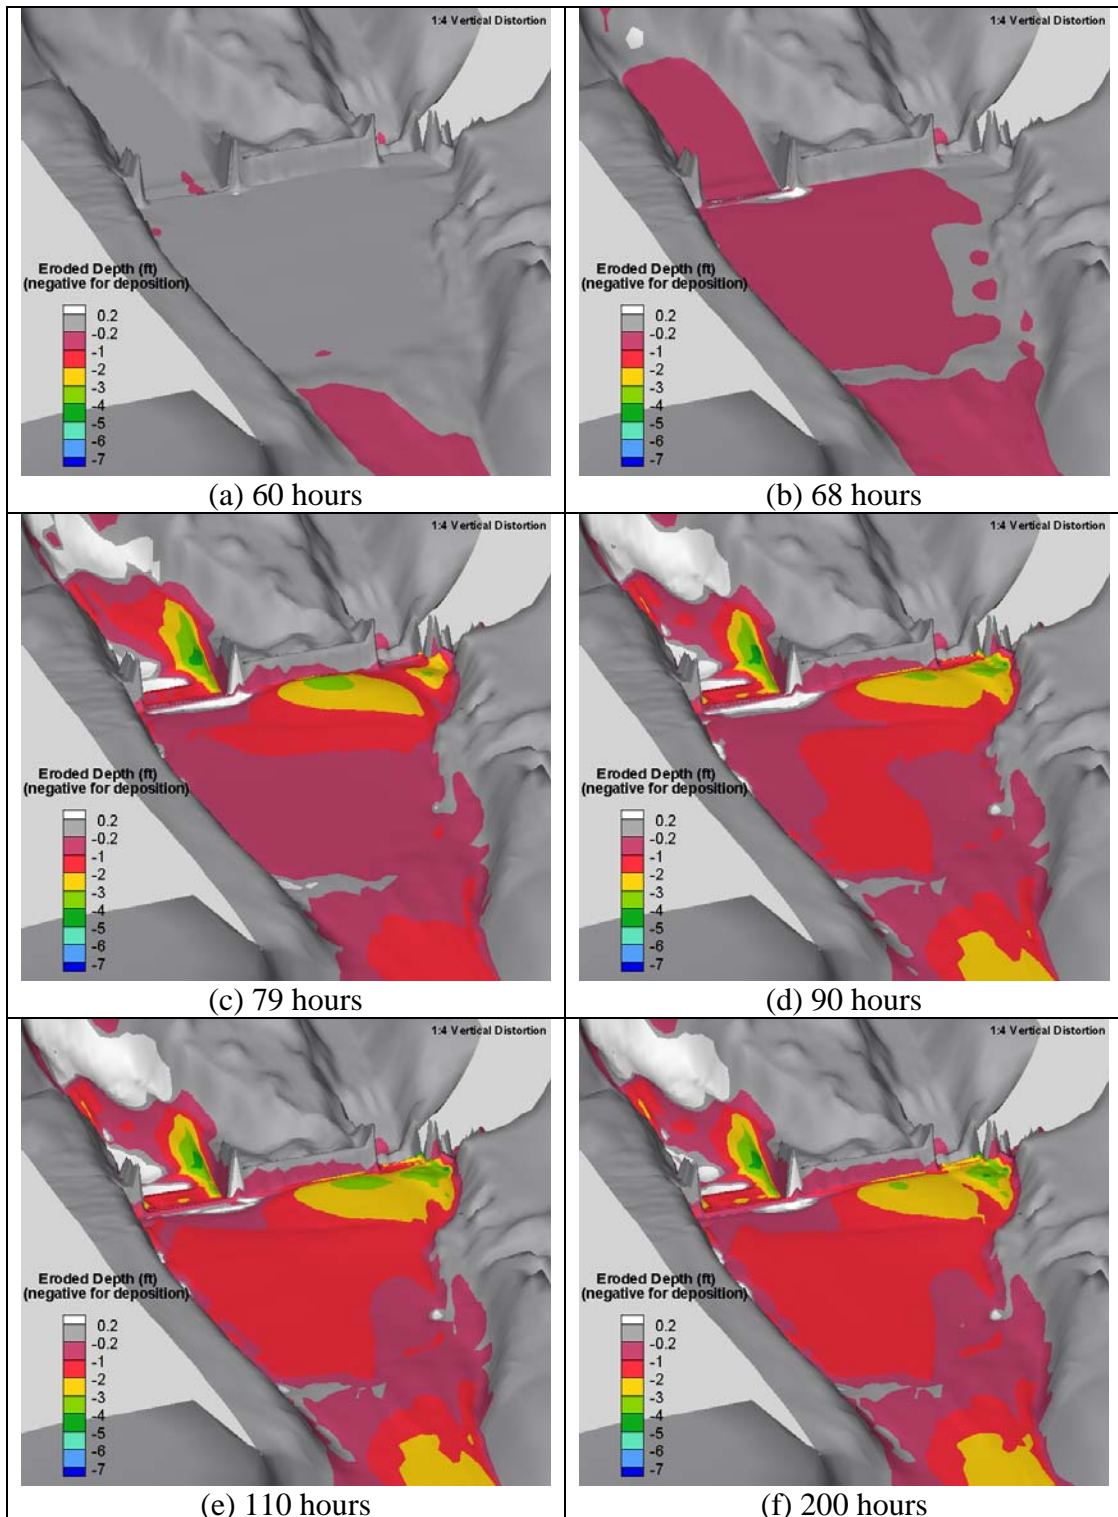 1:4 Vertical Distortion
Eroded Depth (ft)
(negative for deposition)
0.2
-0.2
-1
-2
-3
-4
-5
-6
-7
(a) 60 hours
1:4 Vertical Distortion
Eroded Depth (ft)
(negative for deposition)
0.2
-0.2
-1
-2
-3
-4
-5
-6
-7
(b) 68 hours
1:4 Vertical Distortion
Eroded Depth (ft)
(negative for deposition)
0.2
-0.2
-1
-2
-3
-4
-5
-6
-7
(c) 79 hours
1:4 Vertical Distortion
Eroded Depth (ft)
(negative for deposition)
0.2
-0.2
-1
-2
-3
-4
-5
-6
-7
(d) 90 hours
1:4 Vertical Distortion
Eroded Depth (ft)
(negative for deposition)
0.2
-0.2
-1
-2
-3
-4
-5
-6
-7
(e) 110 hours
1:4 Vertical Distortion
Eroded Depth (ft)
(negative for deposition)
0.2
-0.2
-1
-2
-3
-4
-5
-6
-7
(f) 200 hours